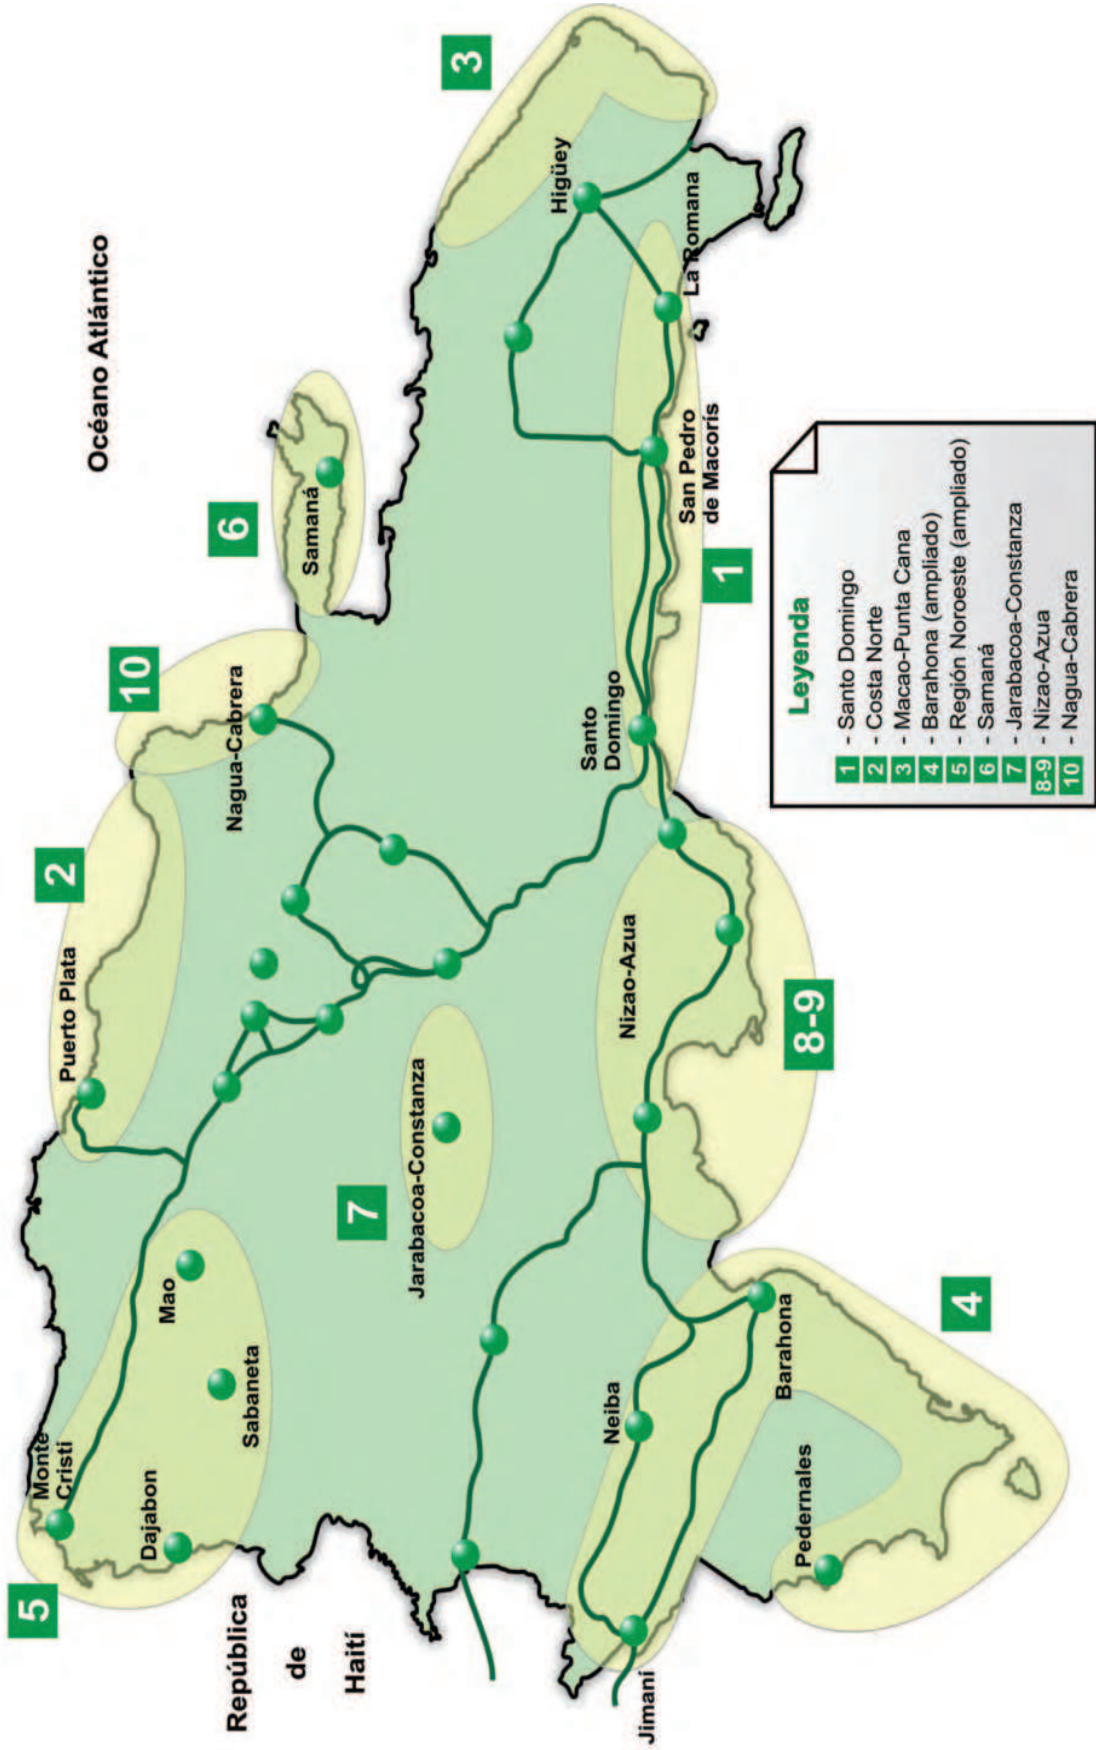 Océano Atlántico
2
10
6
3
5
Puerto Plata
Nagua-Cabrera
Samaná
Monte
Cristi
Mao
Dajabon
Sabaneta
República
de
Haití
7
Jarabacoa-Constanza
Higüey
Neiba
Nizao-Azua
Santo
Domingo
San Pedro
de Macorís
La Romana
Jimaní
Pedernales
Barahona
4
8-9
1
Leyenda
1 - Santo Domingo
2 - Costa Norte
3 - Macao-Punta Cana
4 - Barahona (ampliado)
5 - Región Noroeste (ampliado)
6 - Samaná
7 - Jarabacoa-Constanza
8-9 - Nizao-Azua
10 - Nagua-Cabrera